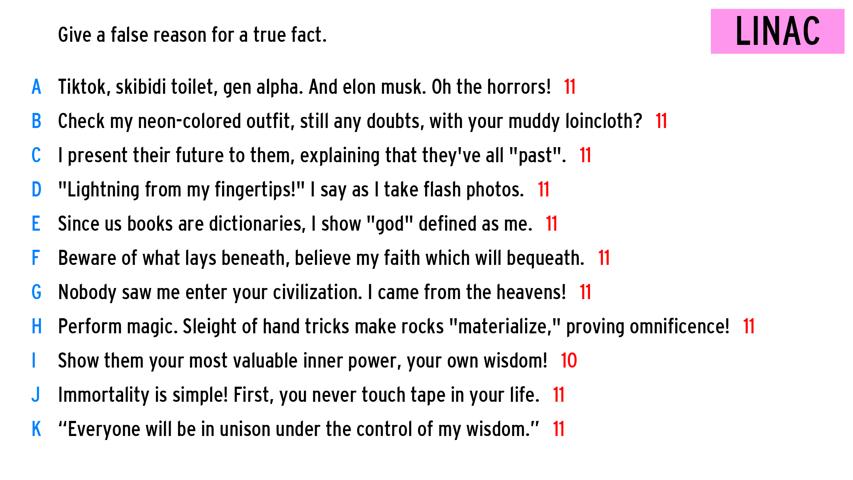 Give a false reason for a true fact.
LINAC
A Tiktok, skibidi toilet, gen alpha. And elon musk. Oh the horrors! 11
B Check my neon-colored outfit, still any doubts, with your muddy loincloth? 11
C I present their future to them, explaining that they've all "past". 11
D "Lightning from my fingertips!" I say as I take flash photos. 11
E Since us books are dictionaries, I show "god" defined as me. 11
F Beware of what lays beneath, believe my faith which will bequeath. 11
G Nobody saw me enter your civilization. I came from the heavens! 11
H Perform magic. Sleight of hand tricks make rocks "materialize," proving omnificence! 11
I Show them your most valuable inner power, your own wisdom! 10
J Immortality is simple! First, you never touch tape in your life. 11
K “Everyone will be in unison under the control of my wisdom.” 11